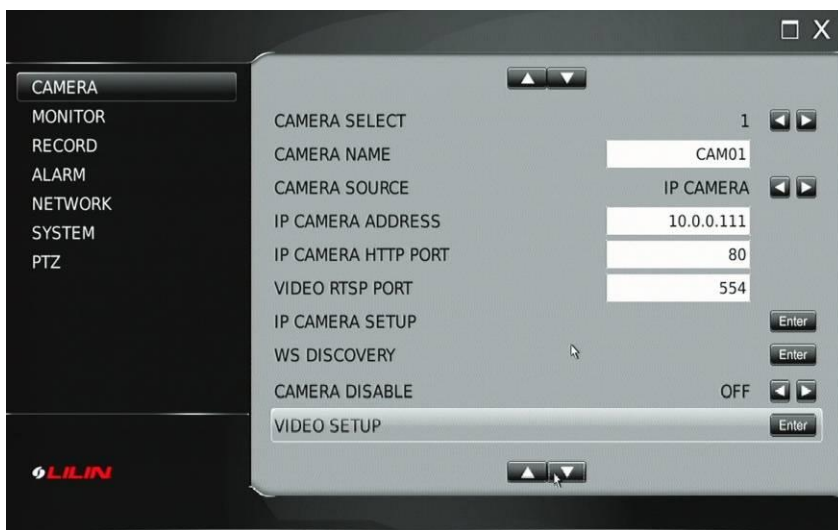 X
CAMERA
MONITOR
RECORD
ALARM
NETWORK
SYSTEM
PTZ
CAMERA SELECT 1
CAMERA NAME CAM01
CAMERA SOURCE IP CAMERA
IP CAMERA ADDRESS 10.0.0.111
IP CAMERA HTTP PORT 80
VIDEO RTSP PORT 554
IP CAMERA SETUP Enter
WS DISCOVERY Enter
CAMERA DISABLE OFF
VIDEO SETUP Enter
LILIN